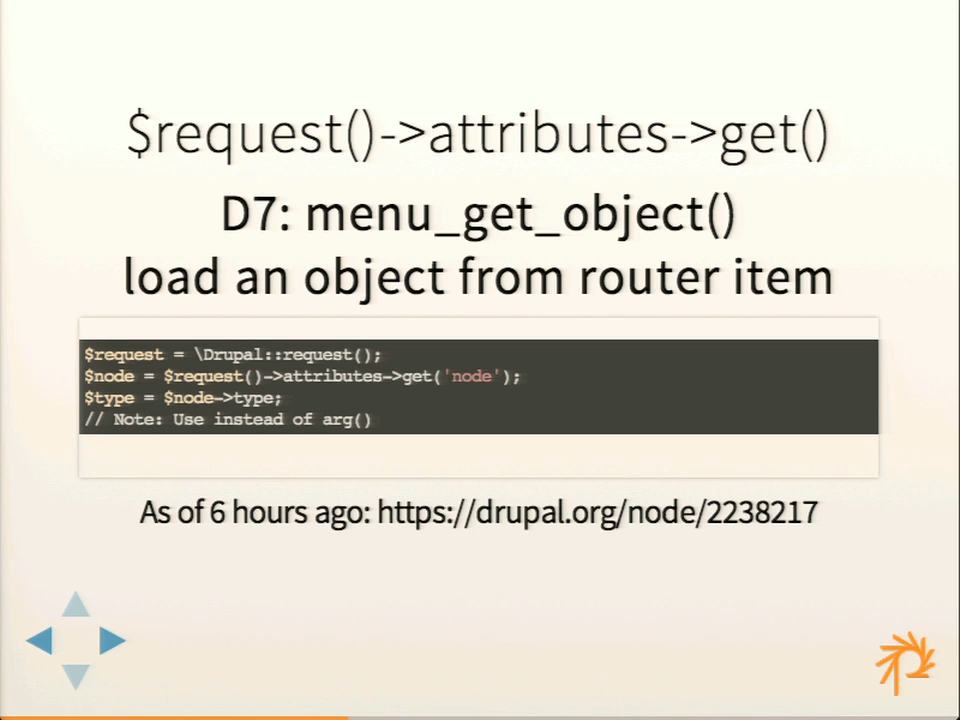 $request()->attributes->get()
D7: menu_get_object()
load an object from router item
$request = \Drupal::request();
$node = $request()->attributes->get('node');
$type = $node->type;
// Note: Use instead of arg()
As of 6 hours ago: https://drupal.org/node/2238217